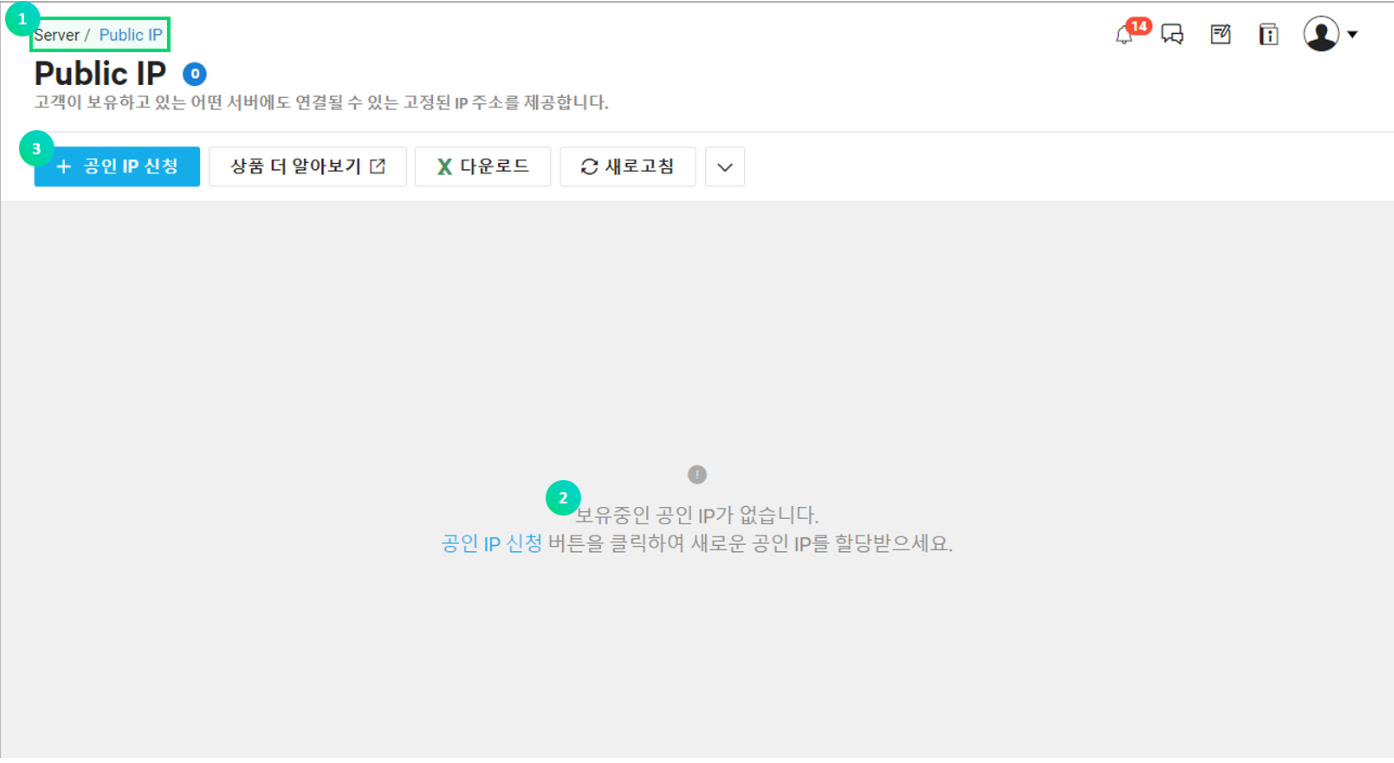 1
Server / Public IP
14
Public IP 0
고객이 보유하고 있는 어떤 서버에도 연결될 수 있는 고정된 IP 주소를 제공합니다.
3
+ 공인 IP 신청
상품 더 알아보기
X 다운로드
새로고침
2
보유중인 공인 IP가 없습니다.
공인 IP 신청 버튼을 클릭하여 새로운 공인 IP를 할당받으세요.